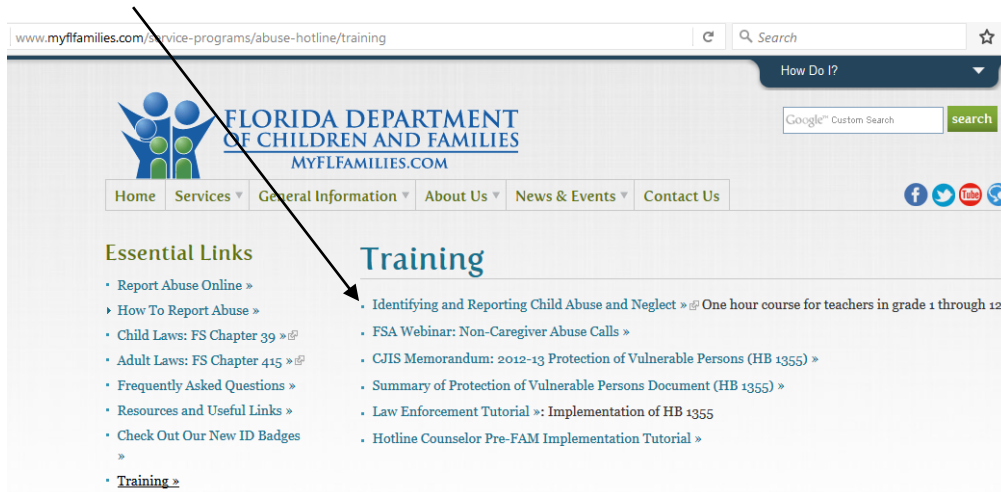 www.myflfamilies.com/service-programs/abuse-hotline/training
Search
How Do I?
FLORIDA DEPARTMENT
OF CHILDREN AND FAMILIES
MYFLFAMILIES.COM
Google™ Custom Search
search
Home Services General Information About Us News & Events Contact Us
f Tube
Essential Links
Report Abuse Online »
How To Report Abuse »
Child Laws: FS Chapter 39 »
Adult Laws: FS Chapter 415 »
Frequently Asked Questions »
Resources and Useful Links »
Check Out Our New ID Badges
»
Training »
Training
Identifying and Reporting Child Abuse and Neglect » One hour course for teachers in grade 1 through 12
FSA Webinar: Non-Caregiver Abuse Calls »
CJIS Memorandum: 2012-13 Protection of Vulnerable Persons (HB 1355) »
Summary of Protection of Vulnerable Persons Document (HB 1355) »
Law Enforcement Tutorial »: Implementation of HB 1355
Hotline Counselor Pre-FAM Implementation Tutorial »